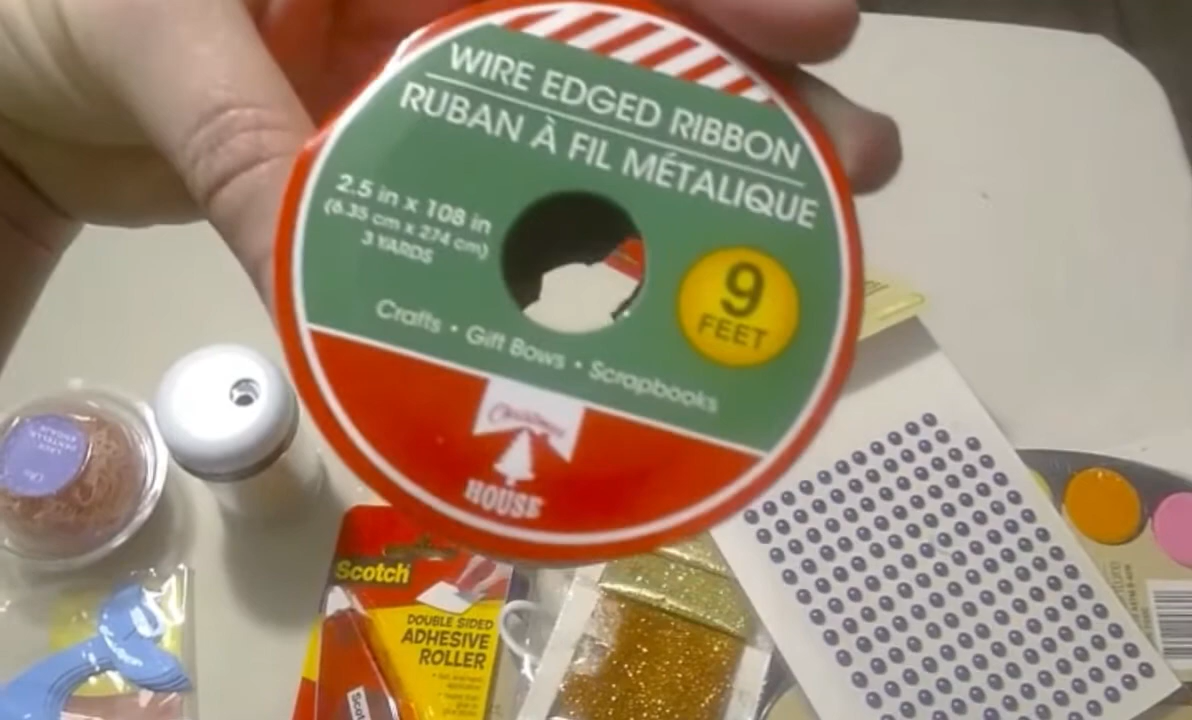 WIRE EDGED RIBBON
RUBAN À FIL MÉTALIQUE
2.5 in x 108 in
(6.35 cm x 274 cm)
3 YARDS
9
FEET
Crafts • Gift Bows • Scrapbooks
Christmas
HOUSE
Scotch
DOUBLE SIDED
ADHESIVE
ROLLER